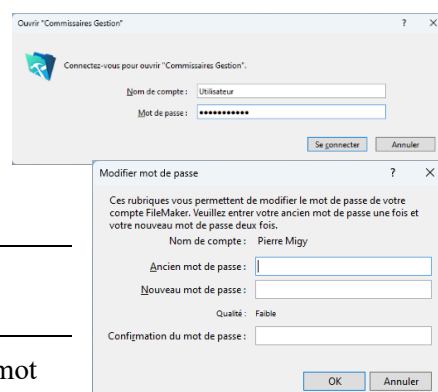 Ouvrir "Commissaires Gestion"
? X
Connectez-vous pour ouvrir "Commissaires Gestion".
Nom de compte : Utilisateur
Mot de passe : •••••••••••
Se connecter Annuler
Modifier mot de passe ? X
Ces rubriques vous permettent de modifier le mot de passe de votre
compte FileMaker. Veuillez entrer votre ancien mot de passe une fois et
votre nouveau mot de passe deux fois.
Nom de compte : Pierre Migy
Ancien mot de passe :
Nouveau mot de passe :
Qualité : Faible
Confirmation du mot de passe :
OK Annuler
mot